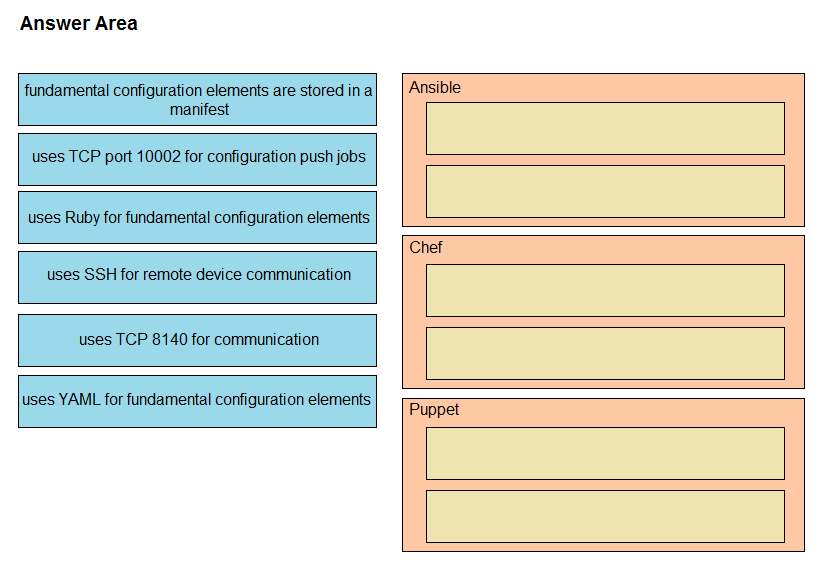 Answer Area
fundamental configuration elements are stored in a
manifest
uses TCP port 10002 for configuration push jobs
uses Ruby for fundamental configuration elements
uses SSH for remote device communication
uses TCP 8140 for communication
uses YAML for fundamental configuration elements
Ansible
Chef
Puppet